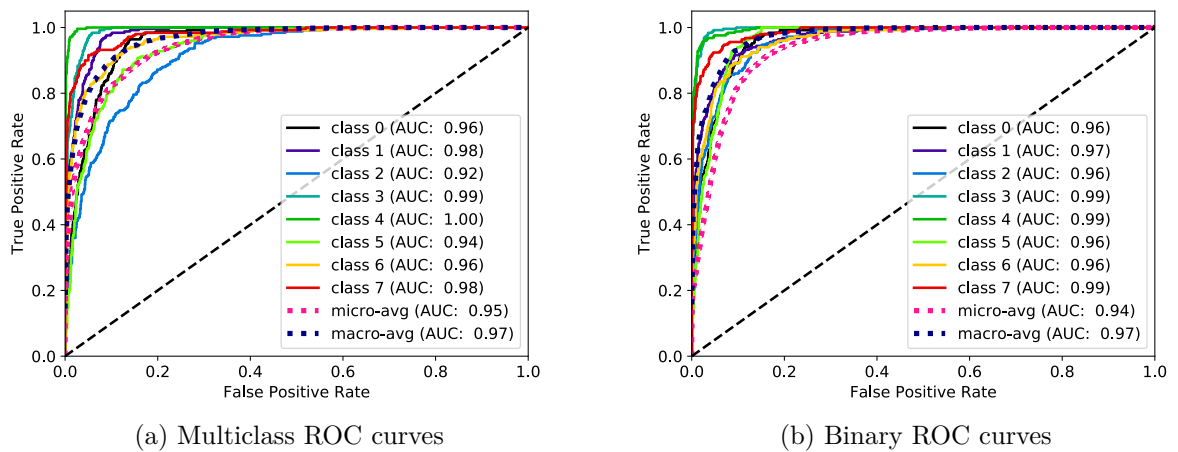 1.0
0.8
0.6
0.4
0.2
0.0
True Positive Rate
0.0 0.2 0.4 0.6 0.8 1.0
False Positive Rate
class 0 (AUC: 0.96)
class 1 (AUC: 0.98)
class 2 (AUC: 0.92)
class 3 (AUC: 0.99)
class 4 (AUC: 1.00)
class 5 (AUC: 0.94)
class 6 (AUC: 0.96)
class 7 (AUC: 0.98)
micro-avg (AUC: 0.95)
macro-avg (AUC: 0.97)
(a) Multiclass ROC curves
1.0
0.8
0.6
0.4
0.2
0.0
True Positive Rate
0.0 0.2 0.4 0.6 0.8 1.0
False Positive Rate
class 0 (AUC: 0.96)
class 1 (AUC: 0.97)
class 2 (AUC: 0.96)
class 3 (AUC: 0.99)
class 4 (AUC: 0.99)
class 5 (AUC: 0.96)
class 6 (AUC: 0.96)
class 7 (AUC: 0.99)
micro-avg (AUC: 0.94)
macro-avg (AUC: 0.97)
(b) Binary ROC curves